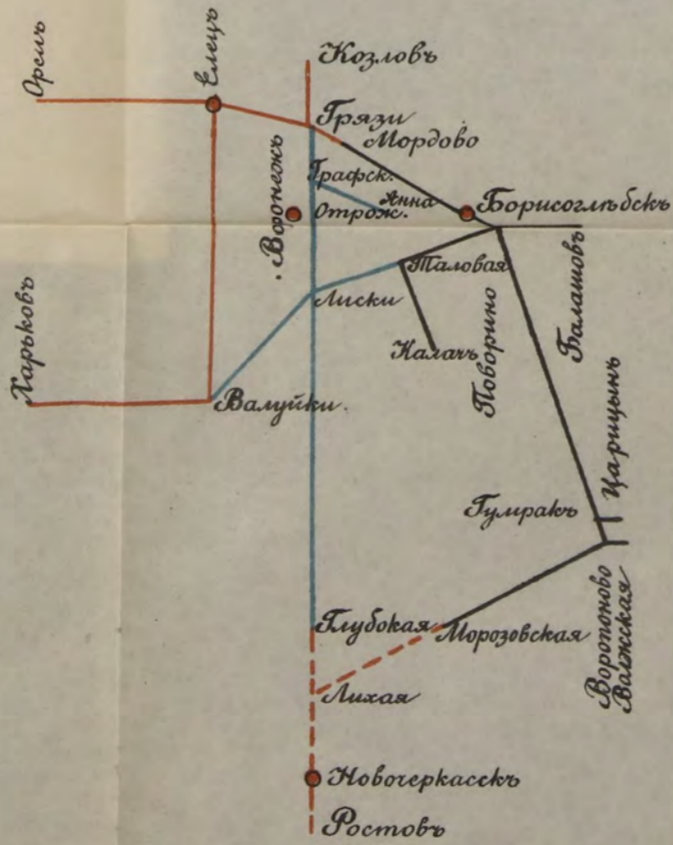 Орелъ
Елецъ
Козловъ
Грязи
Мордово
Воронежъ
Графск.
Анна
Отрож.
Борисоглѣбскъ
Харьковъ
Лиски
Таловая
Калачъ
Поворино
Балашовъ
Валуйки.
Царицынъ
Гумракъ
Глубокая
Морозовская
Воропоново
Волжская
Лихая
Новочеркасскъ
Ростовъ